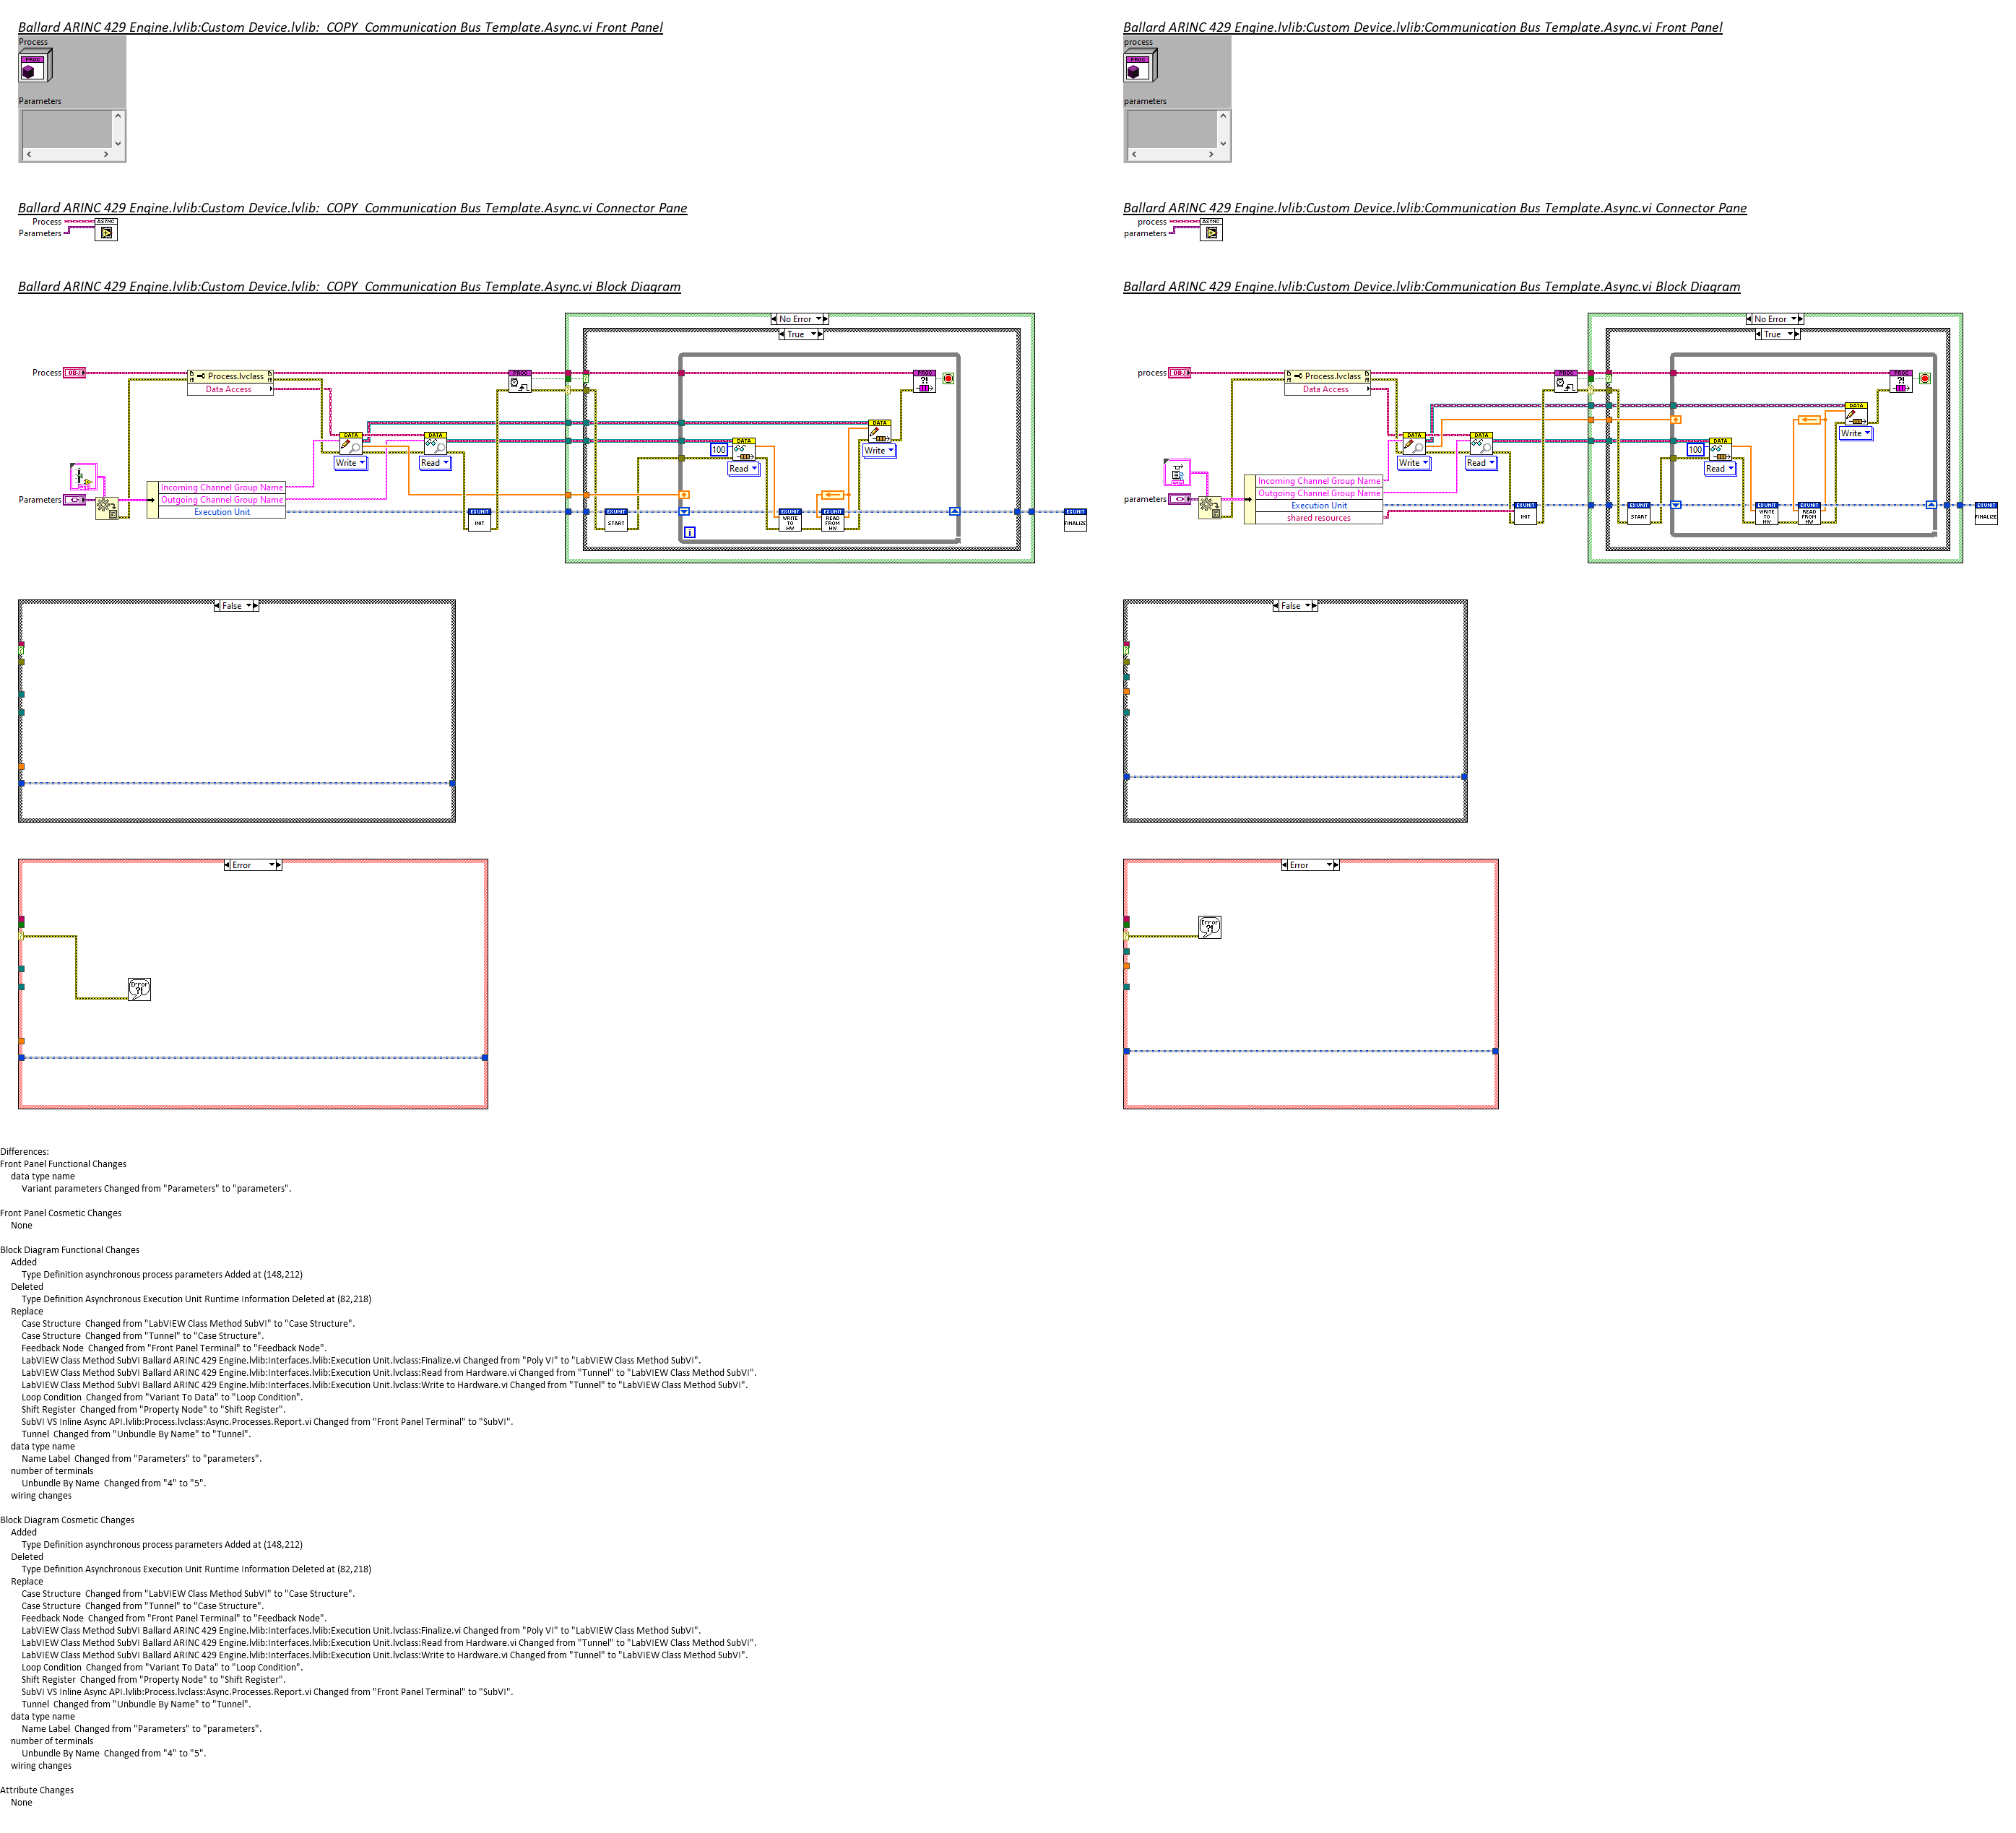 Ballard ARINC 429 Engine.lvlib:Custom Device.lvlib:_COPY_Communication Bus Template.Async.vi Front Panel
Process
PROC
Parameters
Ballard ARINC 429 Engine.lvlib:Custom Device.lvlib:_COPY_Communication Bus Template.Async.vi Connector Pane
Process
ASYNC
Parameters
Ballard ARINC 429 Engine.lvlib:Custom Device.lvlib:_COPY_Communication Bus Template.Async.vi Block Diagram
No Error
True
Process
OBJ
Process.lvclass
Data Access
PROC
PROC
?!
DATA
DATA
DATA
DATA
Write
Read
100
Read
Write
Parameters
Incoming Channel Group Name
Outgoing Channel Group Name
Execution Unit
EXUNIT
INIT
EXUNIT
START
EXUNIT
WRITE TO HW
EXUNIT
READ FROM HW
EXUNIT
FINALIZE
i
False
Error
Error
?!
Ballard ARINC 429 Engine.lvlib:Custom Device.lvlib:Communication Bus Template.Async.vi Front Panel
process
PROC
parameters
Ballard ARINC 429 Engine.lvlib:Custom Device.lvlib:Communication Bus Template.Async.vi Connector Pane
process
ASYNC
parameters
Ballard ARINC 429 Engine.lvlib:Custom Device.lvlib:Communication Bus Template.Async.vi Block Diagram
No Error
True
process
OBJ
Process.lvclass
Data Access
PROC
PROC
?!
DATA
DATA
DATA
DATA
Write
Read
100
Read
Write
parameters
Incoming Channel Group Name
Outgoing Channel Group Name
Execution Unit
shared resources
EXUNIT
INIT
EXUNIT
START
EXUNIT
WRITE TO HW
EXUNIT
READ FROM HW
EXUNIT
FINALIZE
False
Error
Error
?!
Differences:
Front Panel Functional Changes
data type name
Variant parameters Changed from "Parameters" to "parameters".
Front Panel Cosmetic Changes
None
Block Diagram Functional Changes
Added
Type Definition asynchronous process parameters Added at (148,212)
Deleted
Type Definition Asynchronous Execution Unit Runtime Information Deleted at (82,218)
Replace
Case Structure  Changed from "LabVIEW Class Method SubVI" to "Case Structure".
Case Structure  Changed from "Tunnel" to "Case Structure".
Feedback Node  Changed from "Front Panel Terminal" to "Feedback Node".
LabVIEW Class Method SubVI Ballard ARINC 429 Engine.lvlib:Interfaces.lvlib:Execution Unit.lvclass:Finalize.vi Changed from "Poly VI" to "LabVIEW Class Method SubVI".
LabVIEW Class Method SubVI Ballard ARINC 429 Engine.lvlib:Interfaces.lvlib:Execution Unit.lvclass:Read from Hardware.vi Changed from "Tunnel" to "LabVIEW Class Method SubVI".
LabVIEW Class Method SubVI Ballard ARINC 429 Engine.lvlib:Interfaces.lvlib:Execution Unit.lvclass:Write to Hardware.vi Changed from "Tunnel" to "LabVIEW Class Method SubVI".
Loop Condition  Changed from "Variant To Data" to "Loop Condition".
Shift Register  Changed from "Property Node" to "Shift Register".
SubVI VS Inline Async API.lvlib:Process.lvclass:Async.Processes.Report.vi Changed from "Front Panel Terminal" to "SubVI".
Tunnel  Changed from "Unbundle By Name" to "Tunnel".
data type name
Name Label  Changed from "Parameters" to "parameters".
number of terminals
Unbundle By Name  Changed from "4" to "5".
wiring changes
Block Diagram Cosmetic Changes
Added
Type Definition asynchronous process parameters Added at (148,212)
Deleted
Type Definition Asynchronous Execution Unit Runtime Information Deleted at (82,218)
Replace
Case Structure  Changed from "LabVIEW Class Method SubVI" to "Case Structure".
Case Structure  Changed from "Tunnel" to "Case Structure".
Feedback Node  Changed from "Front Panel Terminal" to "Feedback Node".
LabVIEW Class Method SubVI Ballard ARINC 429 Engine.lvlib:Interfaces.lvlib:Execution Unit.lvclass:Finalize.vi Changed from "Poly VI" to "LabVIEW Class Method SubVI".
LabVIEW Class Method SubVI Ballard ARINC 429 Engine.lvlib:Interfaces.lvlib:Execution Unit.lvclass:Read from Hardware.vi Changed from "Tunnel" to "LabVIEW Class Method SubVI".
LabVIEW Class Method SubVI Ballard ARINC 429 Engine.lvlib:Interfaces.lvlib:Execution Unit.lvclass:Write to Hardware.vi Changed from "Tunnel" to "LabVIEW Class Method SubVI".
Loop Condition  Changed from "Variant To Data" to "Loop Condition".
Shift Register  Changed from "Property Node" to "Shift Register".
SubVI VS Inline Async API.lvlib:Process.lvclass:Async.Processes.Report.vi Changed from "Front Panel Terminal" to "SubVI".
Tunnel  Changed from "Unbundle By Name" to "Tunnel".
data type name
Name Label  Changed from "Parameters" to "parameters".
number of terminals
Unbundle By Name  Changed from "4" to "5".
wiring changes
Attribute Changes
None